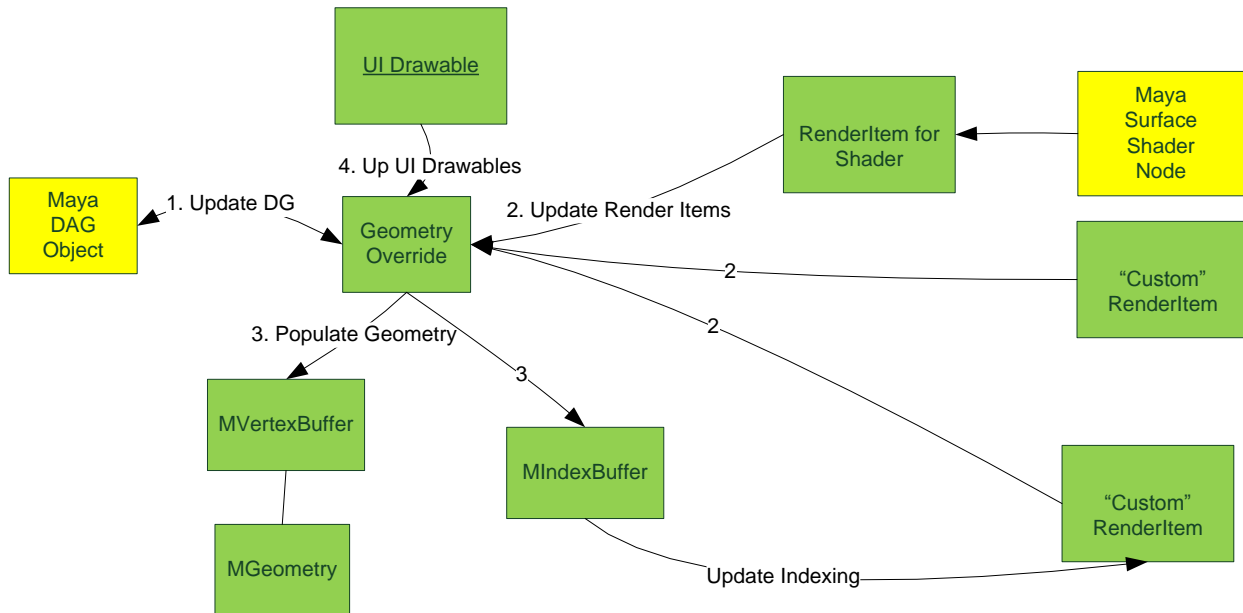 UI Drawable
RenderItem for
Shader
Maya
Surface
Shader
Node
4. Up UI Drawables
Maya
DAG
Object
1. Update DG
Geometry
Override
2. Update Render Items
2
“Custom”
RenderItem
2
3. Populate Geometry
3
MVertexBuffer
MIndexBuffer
“Custom”
RenderItem
MGeometry
Update Indexing